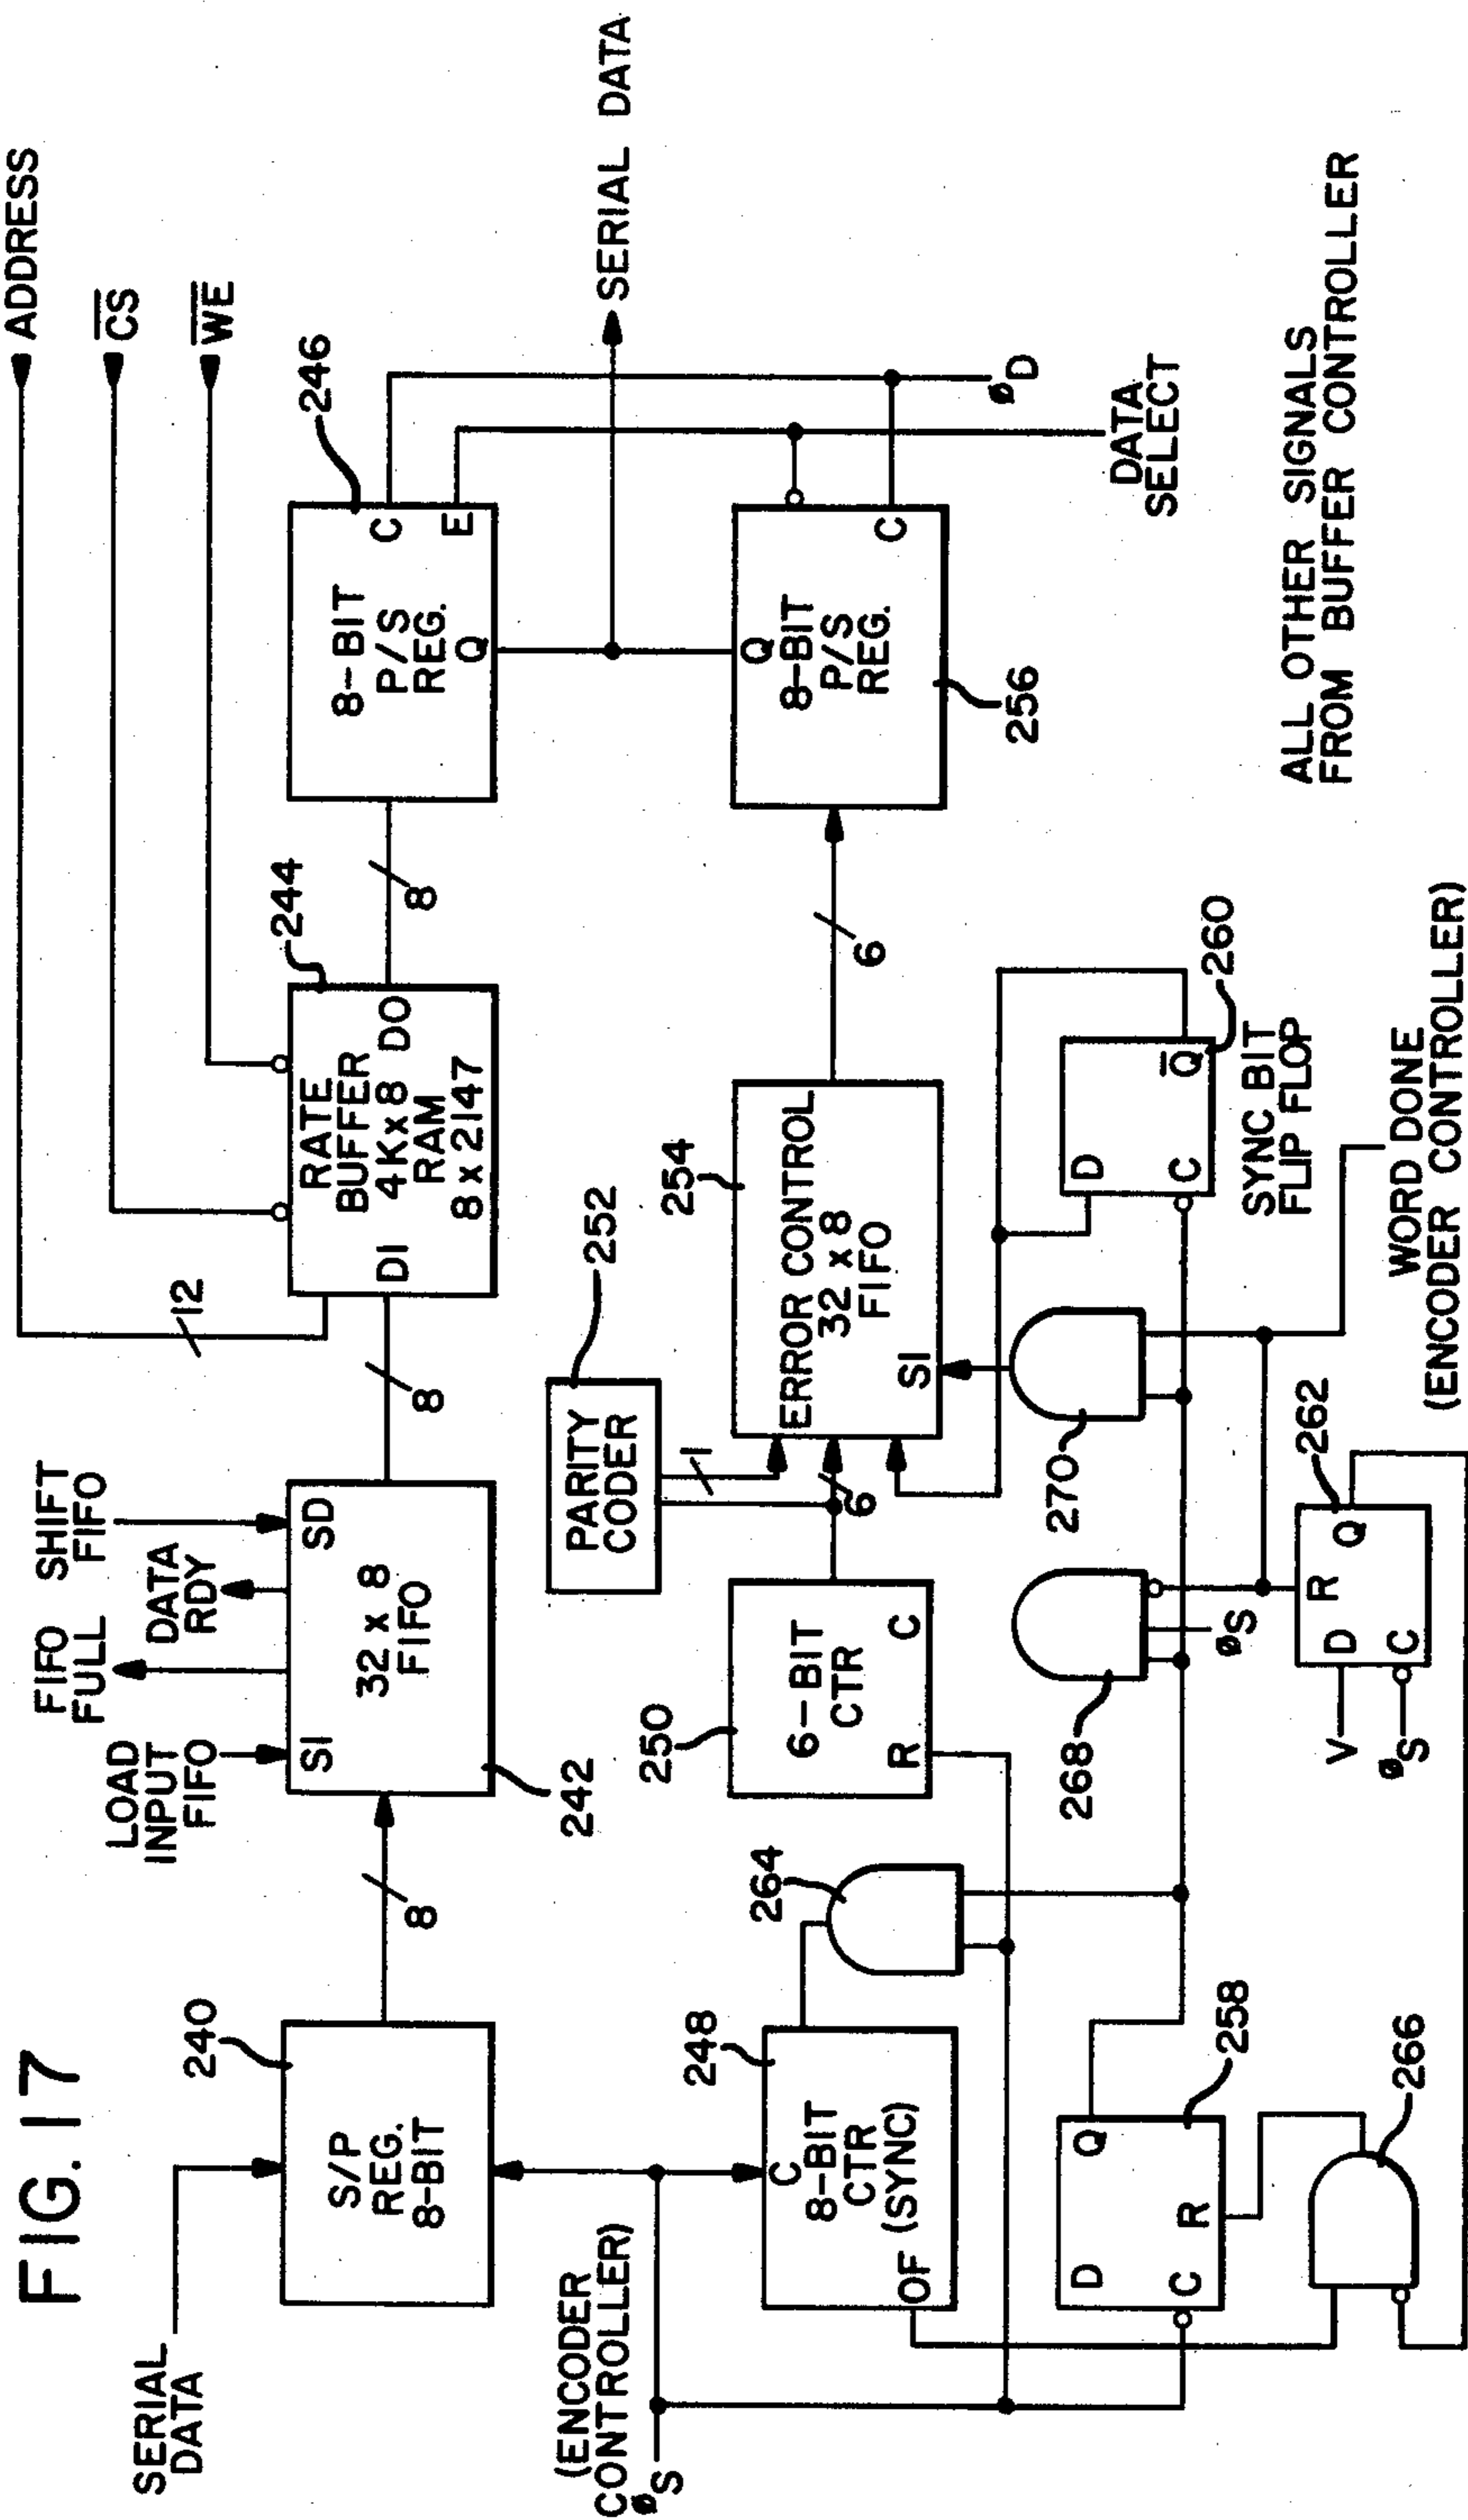 FIG. 17
SERIAL
DATA
240
S/P
REG.
8-BIT
8
LOAD
INPUT
FIFO
FIFO
FULL
DATA
RDY
SHIFT
FIFO
SI
SD
32 x 8
FIFO
242
8
12
ADDRESS
CS
WE
244
RATE
BUFFER
DI 4Kx8 DO
RAM
8 x 2147
8
246
8-BIT
P/S
REG.
C
E
Q
SERIAL DATA
(ENCODER
CONTROLLER)
øS
248
C
8-BIT
CTR
(SYNC)
OF
264
250
6-BIT
CTR
R
C
252
PARITY
CODER
1
6
254
ERROR CONTROL
32 x 8
FIFO
SI
6
Q
8-BIT
P/S
REG.
C
256
øD
DATA
SELECT
D
Q
C
R
258
266
268
øS
270
D
Q
C
260
SYNC BIT
FLIP FLOP
V
øS
D
R
C
Q
262
WORD DONE
(ENCODER CONTROLLER)
ALL OTHER SIGNALS
FROM BUFFER CONTROLLER